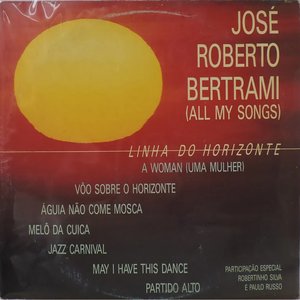 JOSÉ
ROBERTO
BERTRAMI
(ALL MY SONGS)
LINHA DO HORIZONTE
A WOMAN (UMA MULHER)
VÔO SOBRE O HORIZONTE
ÁGUIA NÃO COME MOSCA
MELÔ DA CUICA
JAZZ CARNIVAL
MAY I HAVE THIS DANCE
PARTIDO ALTO
PARTICIPAÇÃO ESPECIAL
ROBERTINHO SILVA
E PAULO RUSSO